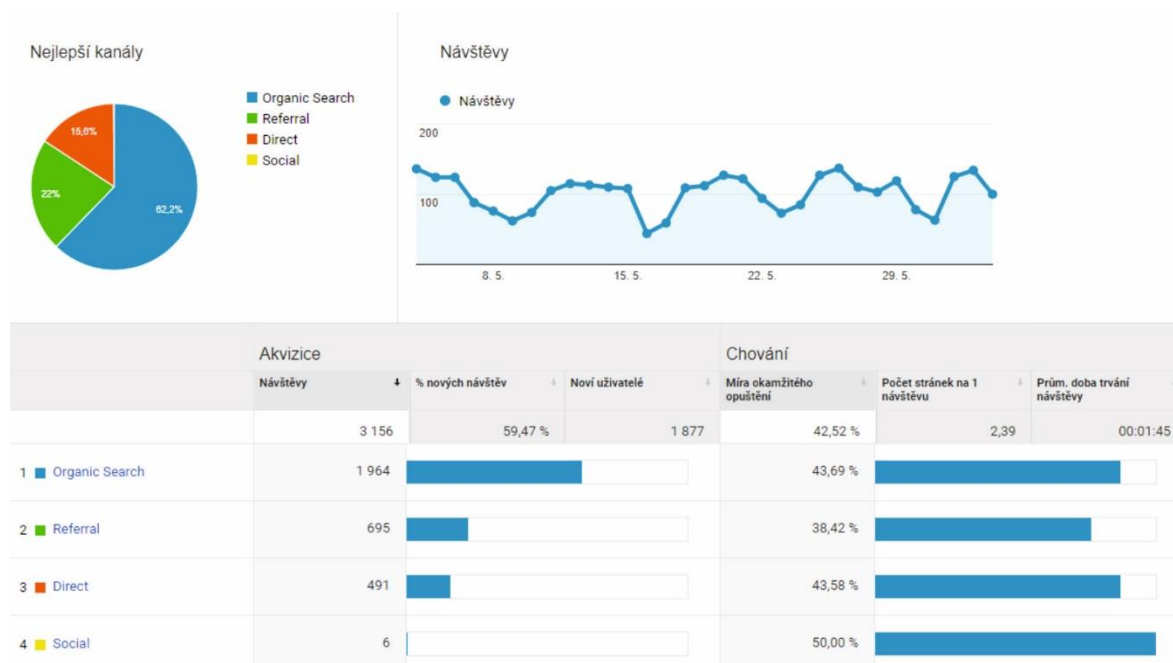 Nejlepší kanály
Organic Search
Referral
Direct
Social
15,6%
22%
62,2%
Návštěvy
Návštěvy
200
100
8. 5.
15. 5.
22. 5.
29. 5.
Akvizice
Chování
Návštěvy
% nových návštěv
Noví uživatelé
Míra okamžitého
opuštění
Počet stránek na 1
návštěvu
Prům. doba trvání
návštěvy
3 156
59,47 %
1 877
42,52 %
2,39
00:01:45
1 Organic Search 1 964 43,69 %
2 Referral 695 38,42 %
3 Direct 491 43,58 %
4 Social 6 50,00 %